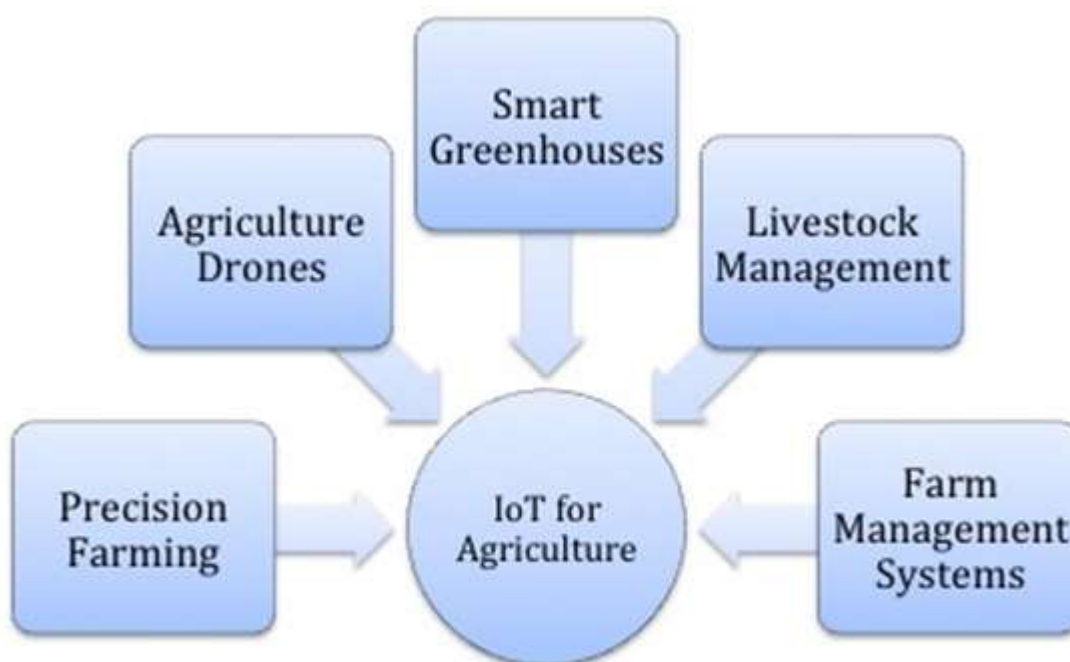 Smart
Greenhouses
Agriculture
Drones
Livestock
Management
Precision
Farming
IoT for
Agriculture
Farm
Management
Systems